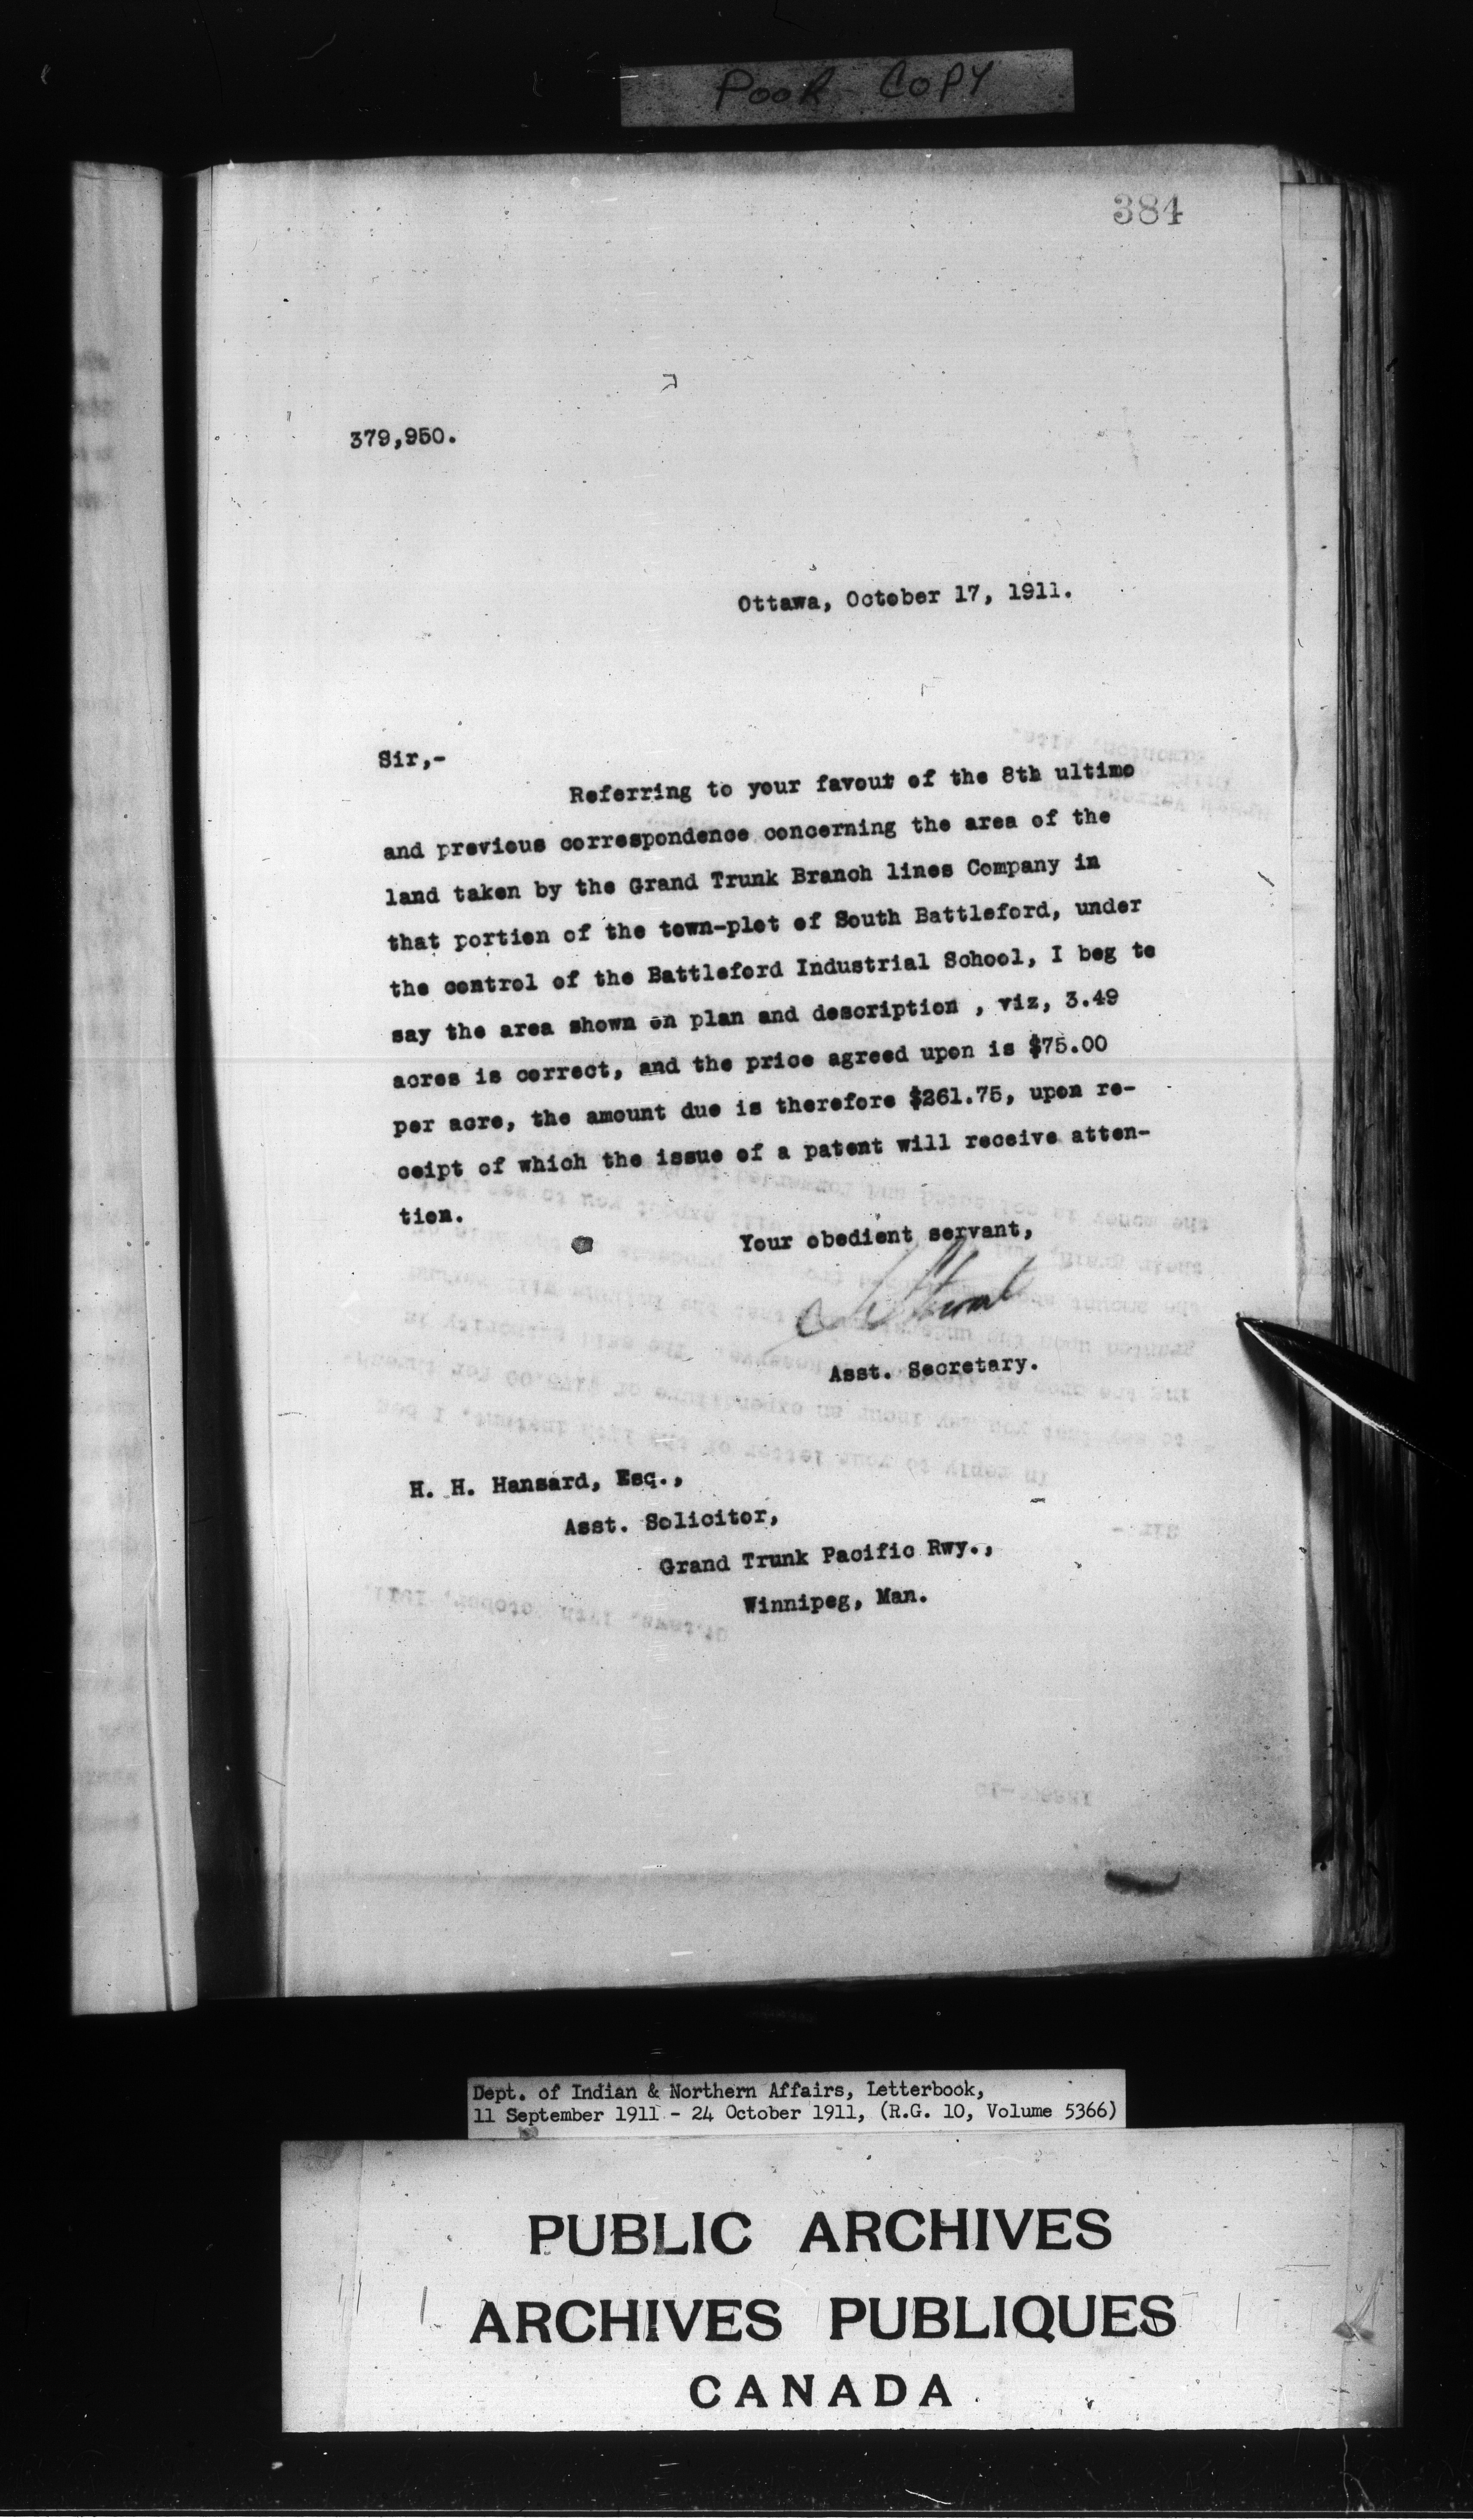 POOR COPY
384
379,950.
Ottawa, October 17, 1911.
Sir,-
Referring to your favour of the 8th ultimo
and previous correspondence concerning the area of the
land taken by the Grand Trunk Branch lines Company in
that portion of the town-plot of South Battleford, under
the control of the Battleford Industrial School, I beg to
say the area shown on plan and description , viz, 3.49
acres is correct, and the price agreed upon is $75.00
per acre, the amount due is therefore $261.75, upon re-
ceipt of which the issue of a patent will receive atten-
tion.
Your obedient servant,
Asst. Secretary.
H. H. Hansard, Esq.,
Asst. Solicitor,
Grand Trunk Pacific Rwy.,
Winnipeg, Man.
Dept. of Indian & Northern Affairs, Letterbook,
11 September 1911 - 24 October 1911, (R.G. 10, Volume 5366)
PUBLIC ARCHIVES
ARCHIVES PUBLIQUES
CANADA